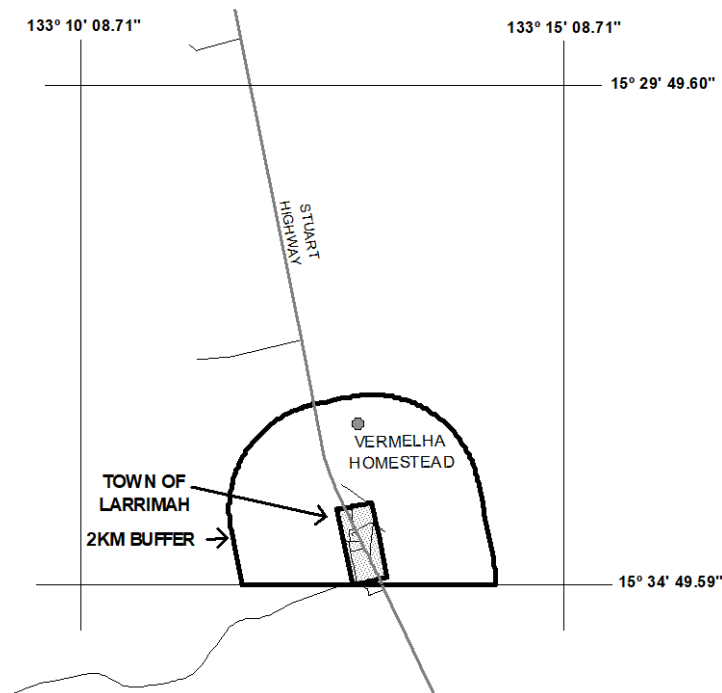 133º 10' 08.71"
133º 15' 08.71"
15º 29' 49.60"
STUART
HIGHWAY
VERMELHA
HOMESTEAD
TOWN OF
LARRIMAH
2KM BUFFER
15º 34' 49.59"